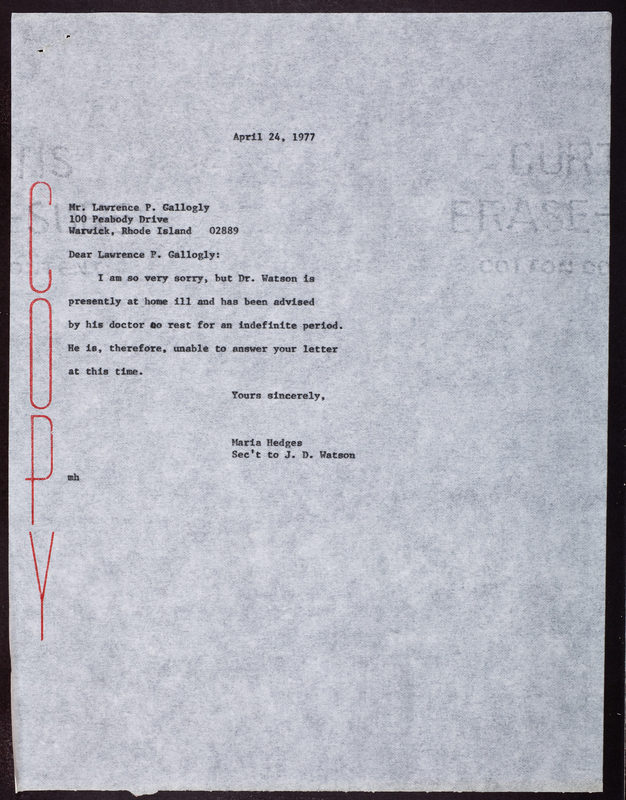 April 24, 1977
Mr. Lawrence P. Gallogly
100 Peabody Drive
Warwick, Rhode Island 02889
Dear Lawrence P. Gallogly:
I am so very sorry, but Dr. Watson is
presently at home ill and has been advised
by his doctor to rest for an indefinite period.
He is, therefore, unable to answer your letter
at this time.
Yours sincerely,
Maria Hedges
Sec't to J. D. Watson
mh
COPY